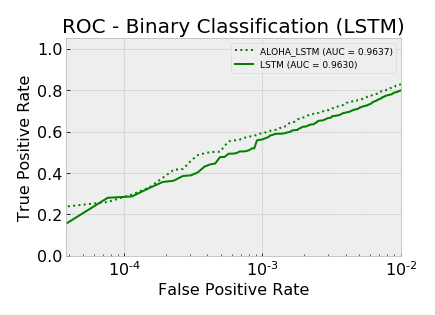 ROC - Binary Classification (LSTM)
ALOHA_LSTM (AUC = 0.9637)
LSTM (AUC = 0.9630)
True Positive Rate
1.0
0.8
0.6
0.4
0.2
0.0
10⁻⁴
10⁻³
10⁻²
False Positive Rate